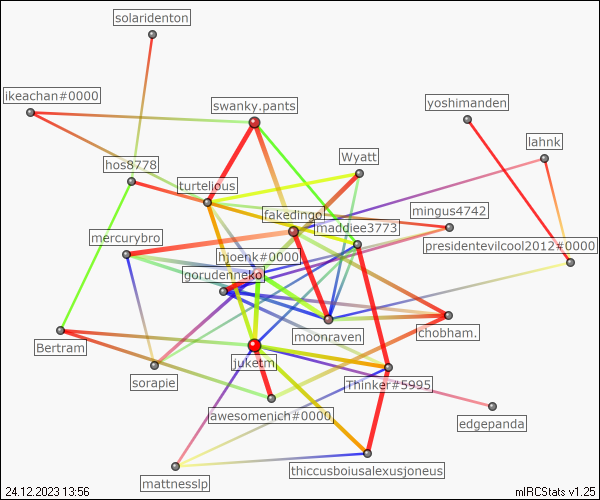 solaridenton
ikeachan#0000
swanky.pants
yoshimanden
lahnk
hos8778
Wyatt
turtelious
fakedingo
mingus4742
maddiee3773
mercurybro
presidentevilcool2012#0000
hjoenk#0000
gorudenneko
moonraven
chobham.
Bertram
juketm
sorapie
Thinker#5995
awesomenich#0000
edgepanda
thiccusboiusalexusjoneus
mattnesslp
24.12.2023 13:56
mIRCStats v1.25